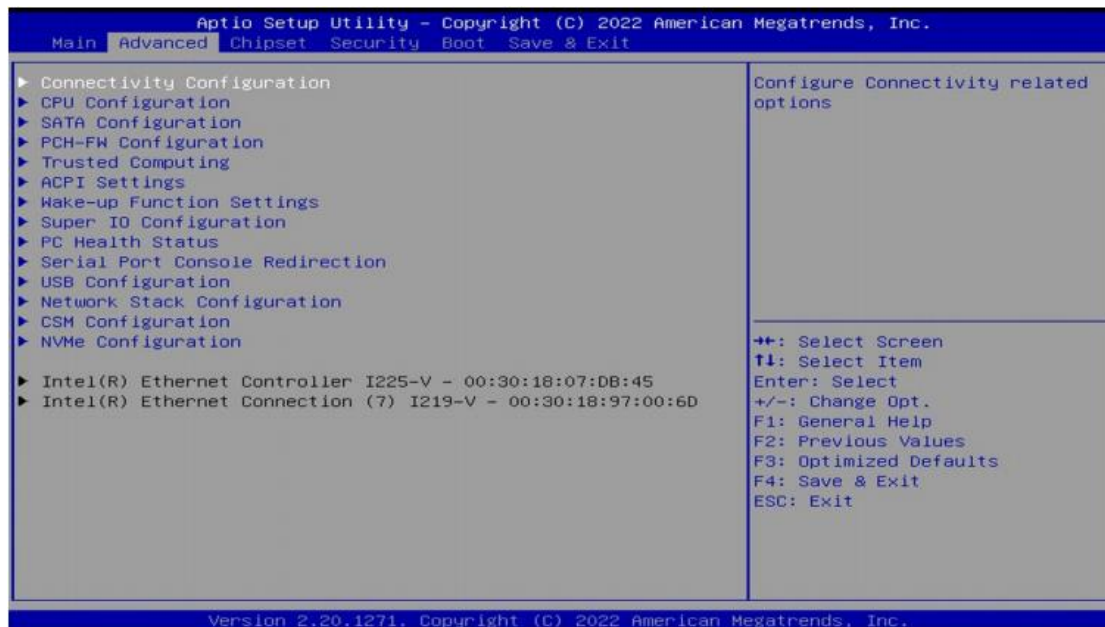 Aptio Setup Utility – Copyright (C) 2022 American Megatrends, Inc.
Main Advanced Chipset Security Boot Save & Exit
► Connectivity Configuration
► CPU Configuration
► SATA Configuration
► PCH-FW Configuration
► Trusted Computing
► ACPI Settings
► Wake-up Function Settings
► Super IO Configuration
► PC Health Status
► Serial Port Console Redirection
► USB Configuration
► Network Stack Configuration
► CSM Configuration
► NVMe Configuration
► Intel(R) Ethernet Controller I225-V – 00:30:18:07:DB:45
► Intel(R) Ethernet Connection (7) I219-V – 00:30:18:97:00:6D
Configure Connectivity related
options
→←: Select Screen
↑↓: Select Item
Enter: Select
+/-: Change Opt.
F1: General Help
F2: Previous Values
F3: Optimized Defaults
F4: Save & Exit
ESC: Exit
Version 2.20.1271. Copyright (C) 2022 American Megatrends, Inc.